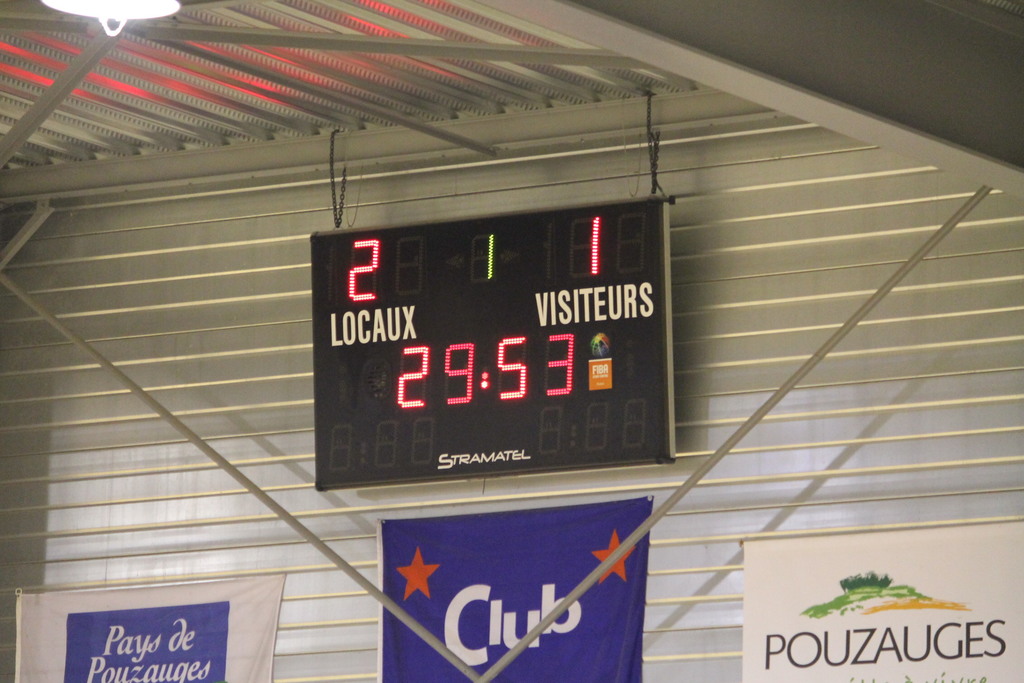 2 1 1
LOCAUX VISITEURS
29:53
FIBA
STRAMATEL
Club
Pays de
Pouzauges
POUZAUGES